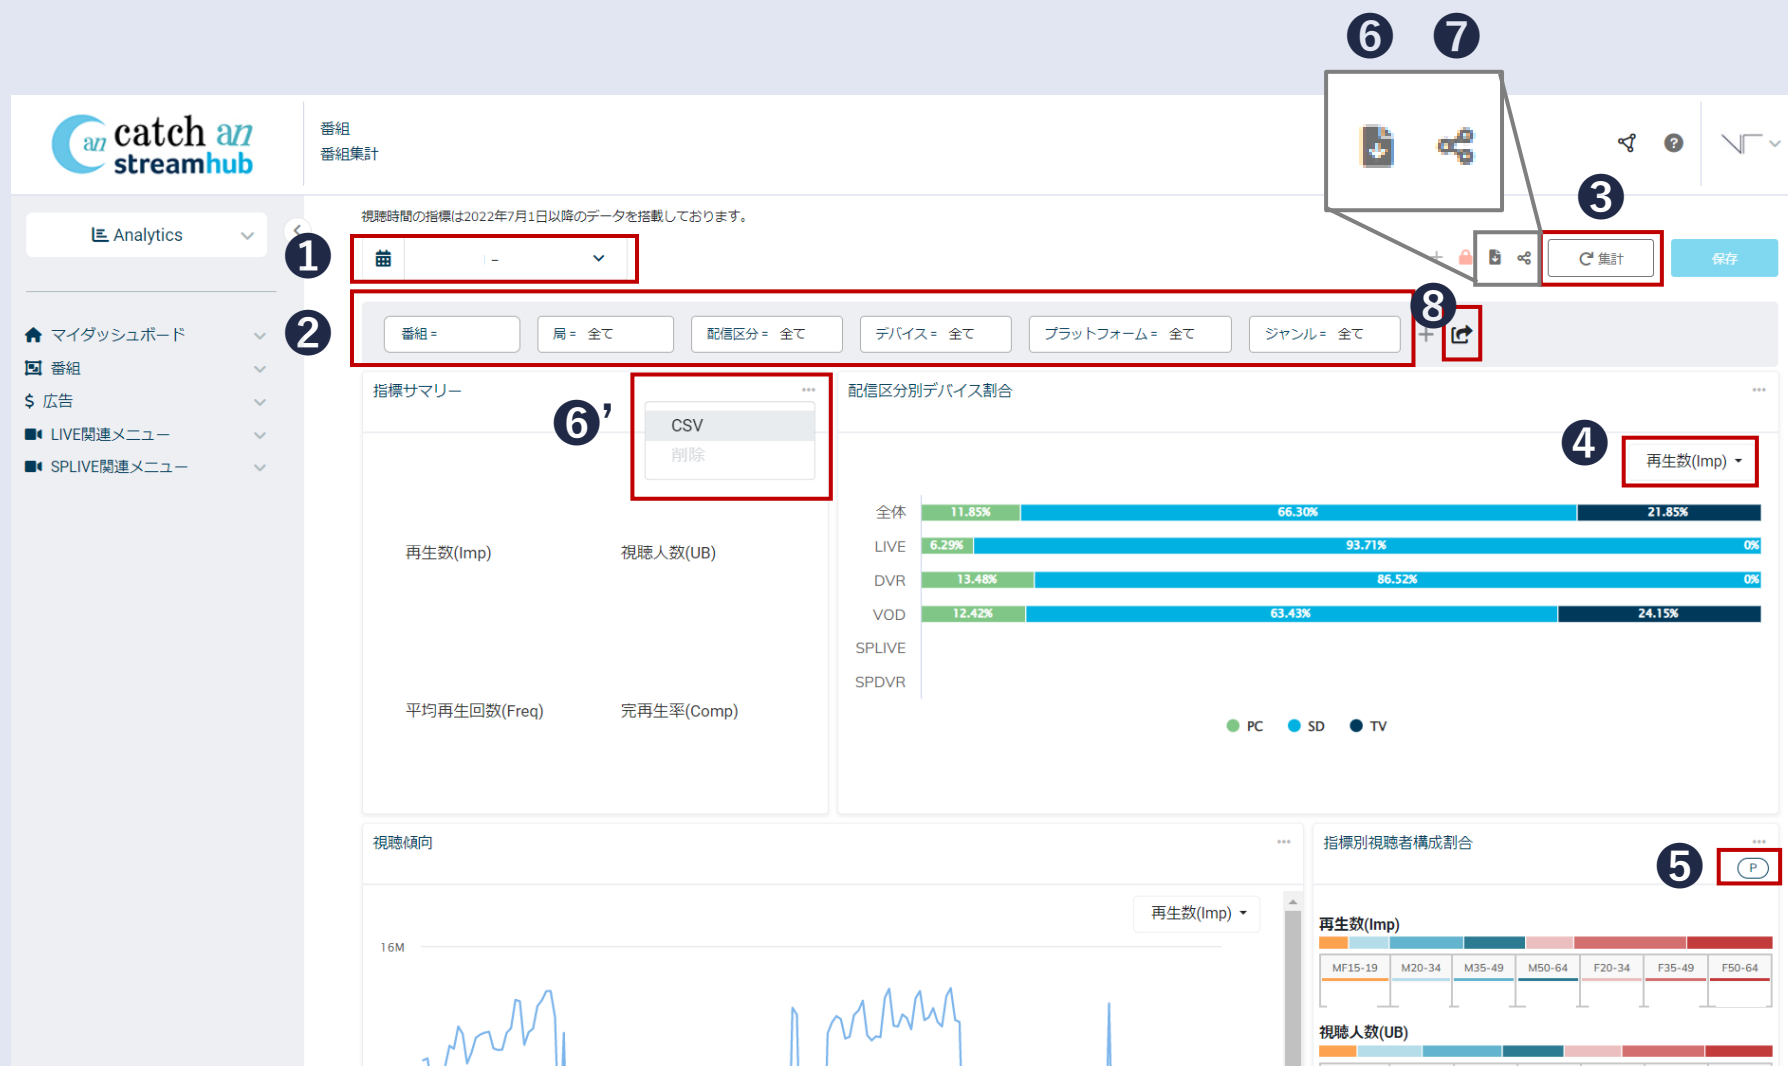 6 7
an catch an
streamhub
番組
番組集計
?
3
Analytics
視聴時間の指標は2022年7月1日以降のデータを搭載しております。
1
–
+
集計
保存
2
8
番組 =
局 = 全て
配信区分 = 全て
デバイス = 全て
プラットフォーム = 全て
ジャンル = 全て
+
マイダッシュボード
番組
$ 広告
LIVE関連メニュー
SPLIVE関連メニュー
指標サマリー
...
6’
CSV
削除
再生数(Imp)
視聴人数(UB)
平均再生回数(Freq)
完再生率(Comp)
配信区分別デバイス割合
...
4
再生数(Imp)
全体 11.85% 66.30% 21.85%
LIVE 6.29% 93.71% 0%
DVR 13.48% 86.52% 0%
VOD 12.42% 63.43% 24.15%
SPLIVE
SPDVR
PC SD TV
視聴傾向
...
再生数(Imp)
16M
指標別視聴者構成割合
...
5
P
再生数(Imp)
MF15-19 M20-34 M35-49 M50-64 F20-34 F35-49 F50-64
視聴人数(UB)